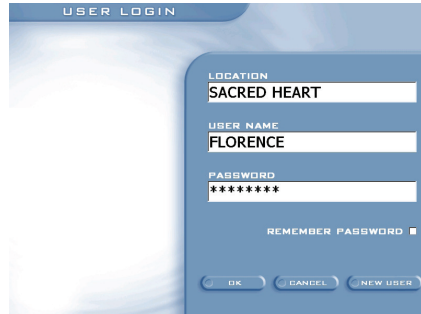 USER LOGIN
LOCATION
SACRED HEART
USER NAME
FLORENCE
PASSWORD
********
REMEMBER PASSWORD
OK CANCEL NEW USER